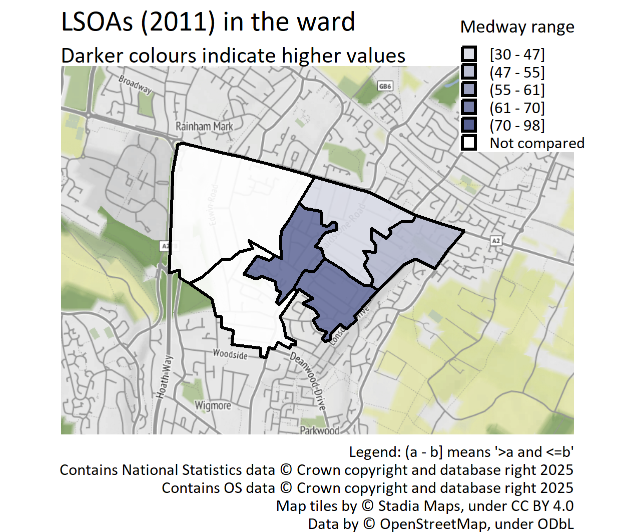 LSOAs (2011) in the ward
Darker colours indicate higher values
Medway range
[30 - 47]
(47 - 55]
(55 - 61]
(61 - 70]
(70 - 98]
Not compared
Broadway
GB6
Rainham Mark
A2
A2
Woodside
Deanwood-Drive
Hoath-Way
Wigmore
Parkwood
Legend: (a - b] means '>a and <=b'
Contains National Statistics data © Crown copyright and database right 2025
Contains OS data © Crown copyright and database right 2025
Map tiles by © Stadia Maps, under CC BY 4.0
Data by © OpenStreetMap, under ODbL